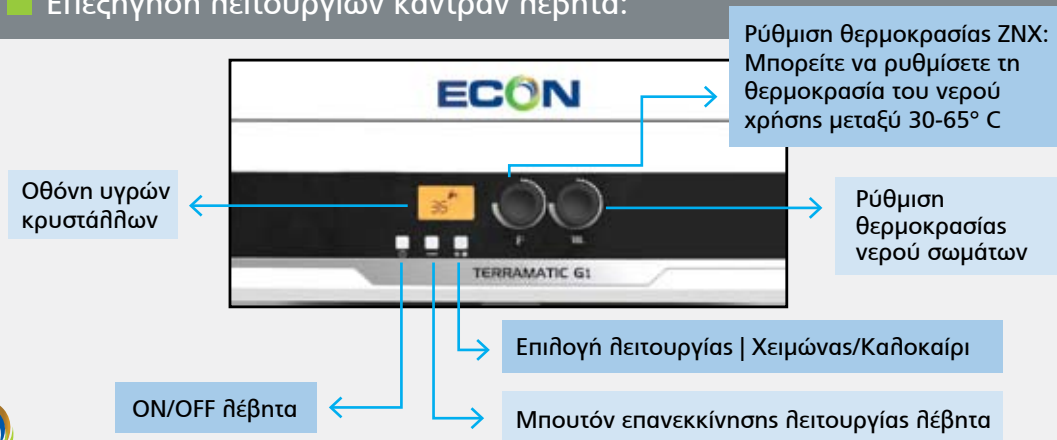 Επεξήγηση λειτουργιών καντράν λέβητα:
Ρύθμιση θερμοκρασίας ΖΝΧ:
Μπορείτε να ρυθμίσετε τη
θερμοκρασία του νερού
χρήσης μεταξύ 30-65° C
ECON
Οθόνη υγρών
κρυστάλλων
35
Ρύθμιση
θερμοκρασίας
νερού σωμάτων
TERRAMATIC G1
Επιλογή λειτουργίας | Χειμώνας/Καλοκαίρι
ON/OFF λέβητα
Μπουτόν επανεκκίνησης λειτουργίας λέβητα